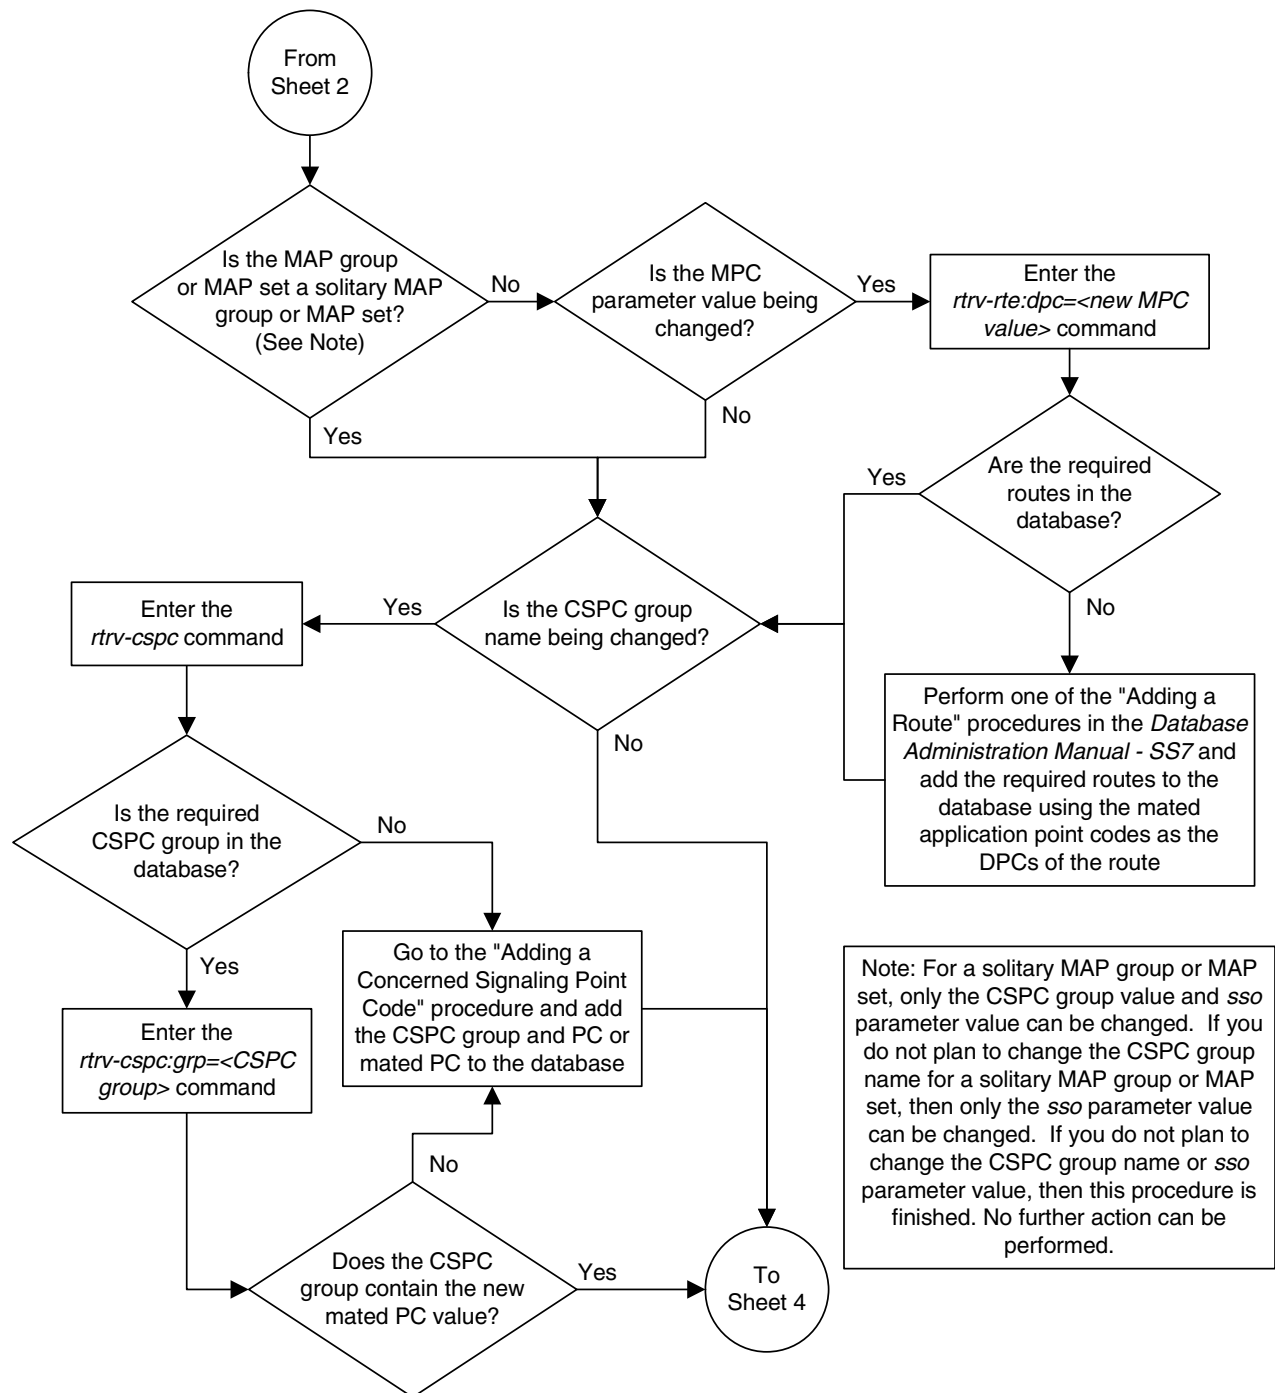 From
Sheet 2
Is the MAP group
or MAP set a solitary MAP
group or MAP set?
(See Note)
No
Yes
Is the MPC
parameter value being
changed?
Yes
No
Enter the
rtrv-rte:dpc=<new MPC
value> command
Are the required
routes in the
database?
Yes
No
Perform one of the "Adding a
Route" procedures in the Database
Administration Manual - SS7 and
add the required routes to the
database using the mated
application point codes as the
DPCs of the route
Is the CSPC group
name being changed?
Yes
No
Enter the
rtrv-cspc command
Is the required
CSPC group in the
database?
No
Yes
Go to the "Adding a
Concerned Signaling Point
Code" procedure and add
the CSPC group and PC or
mated PC to the database
Enter the
rtrv-cspc:grp=<CSPC
group> command
No
Does the CSPC
group contain the new
mated PC value?
Yes
To
Sheet 4
Note: For a solitary MAP group or MAP
set, only the CSPC group value and sso
parameter value can be changed.  If you
do not plan to change the CSPC group
name for a solitary MAP group or MAP
set, then only the sso parameter value
can be changed.  If you do not plan to
change the CSPC group name or sso
parameter value, then this procedure is
finished. No further action can be
performed.